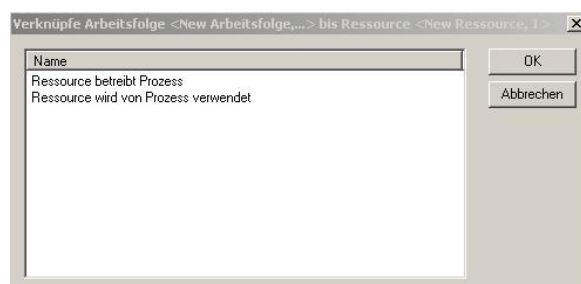 Verknüpfe Arbeitsfolge <New Arbeitsfolge,...> bis Ressource <New Ressource, 1>
Name
Ressource betreibt Prozess
Ressource wird von Prozess verwendet
OK
Abbrechen